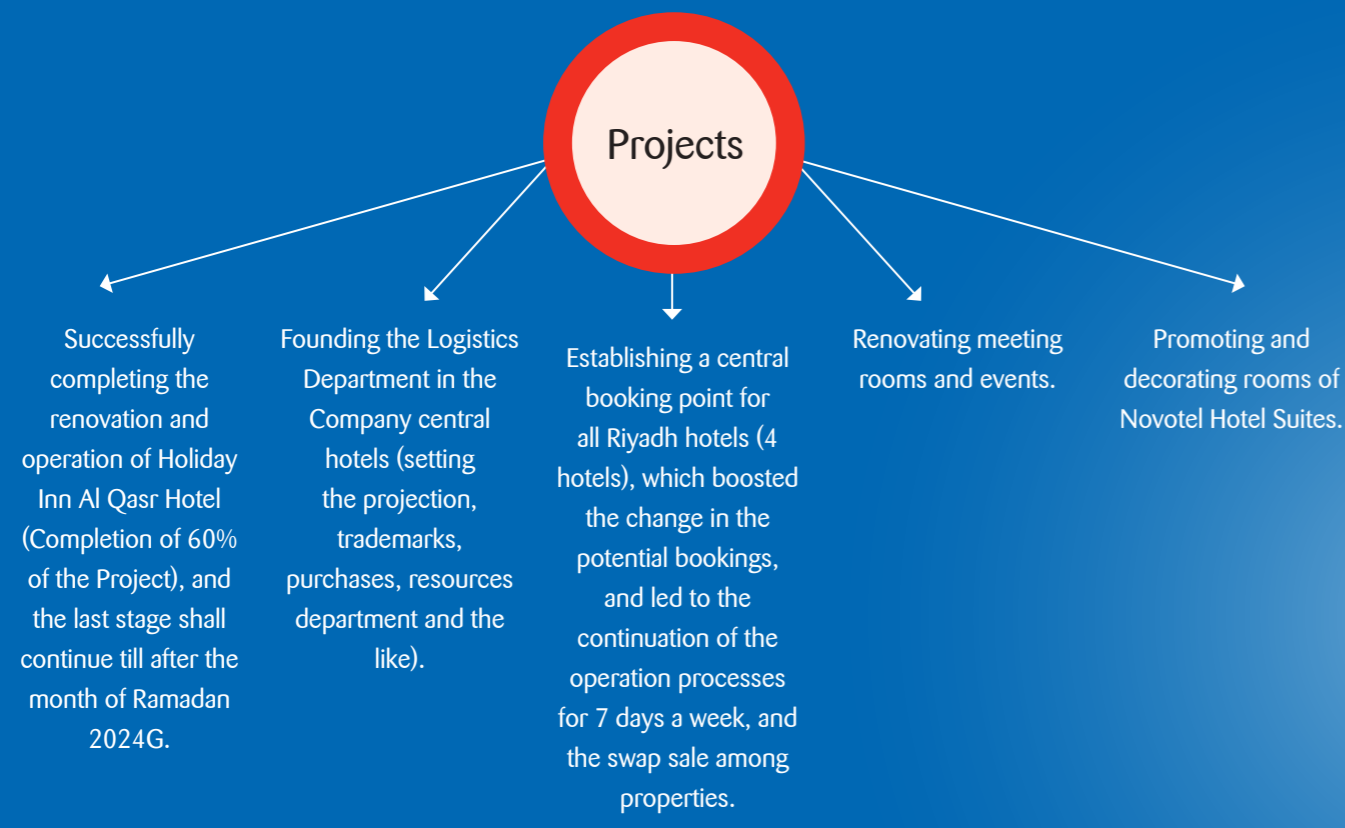 Projects
Successfully
completing the
renovation and
operation of Holiday
Inn Al Qasr Hotel
(Completion of 60%
of the Project), and
the last stage shall
continue till after the
month of Ramadan
2024G.
Founding the Logistics
Department in the
Company central
hotels (setting
the projection,
trademarks,
purchases, resources
department and the
like).
Establishing a central
booking point for
all Riyadh hotels (4
hotels), which boosted
the change in the
potential bookings,
and led to the
continuation of the
operation processes
for 7 days a week, and
the swap sale among
properties.
Renovating meeting
rooms and events.
Promoting and
decorating rooms of
Novotel Hotel Suites.